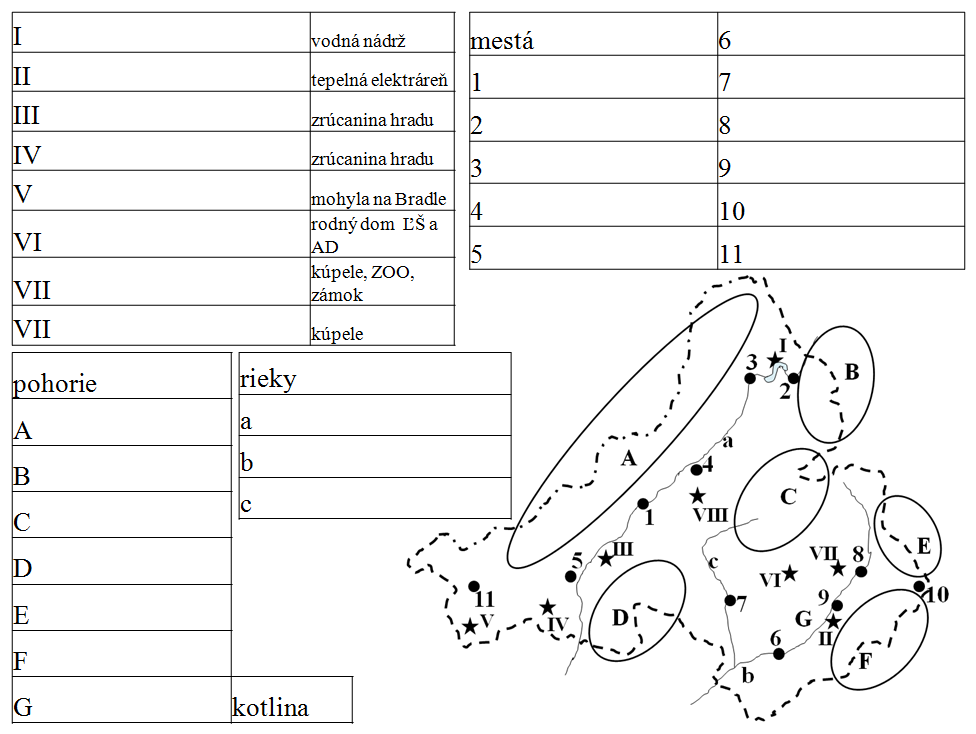 I vodná nádrž
II tepelná elektráreň
III zrúcanina hradu
IV zrúcanina hradu
V mohyla na Bradle
rodný dom ĽŠ a
VI AD
kúpele, ZOO,
VII zámok
VII kúpele
mestá 6
1 7
2 8
3 9
4 10
5 11
pohorie
A
B
C
D
E
F
G kotlina
rieky
a
b
c
I
3
2
B
a
A
4
C
VIII
1
III
5
c
VII
8
E
VI
11
7
10
V
IV
D
9
G
II
6
F
b